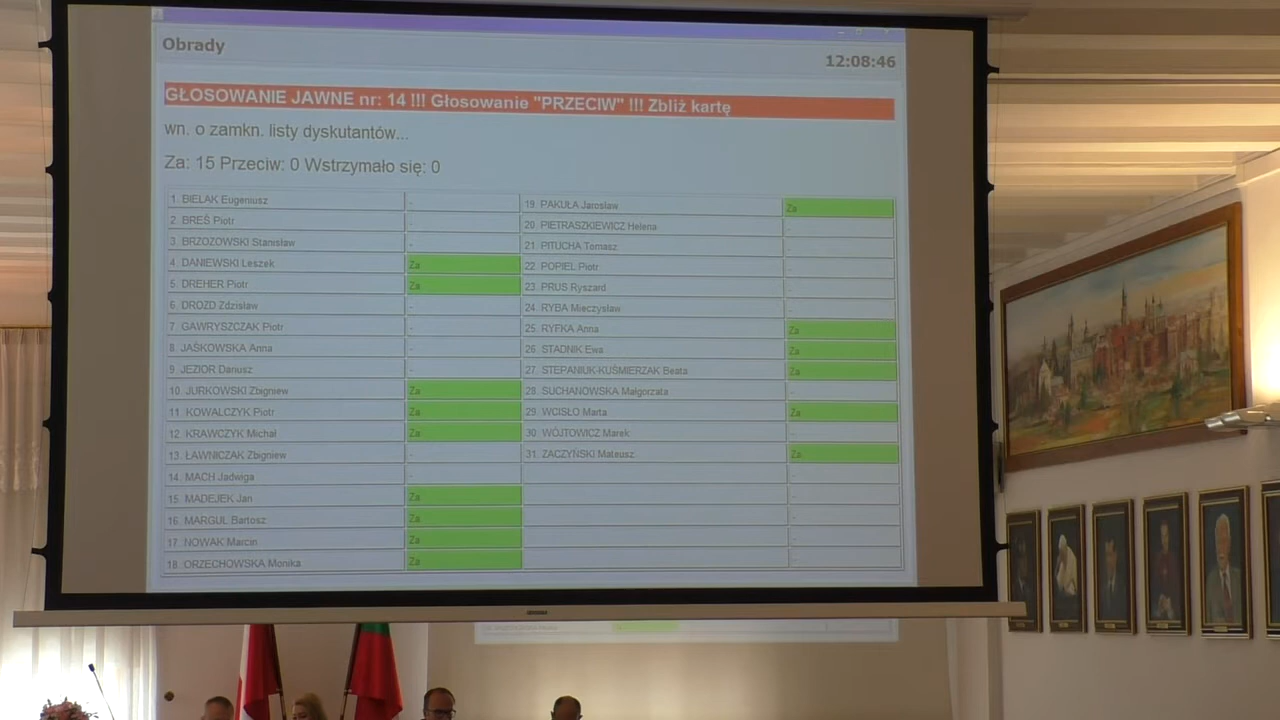 Obrady
12:08:46
GŁOSOWANIE JAWNE nr: 14 !!! Głosowanie "PRZECIW" !!! Zbliż kartę
wn. o zamkn. listy dyskutantów...
Za: 15 Przeciw: 0 Wstrzymało się: 0
1. BIELAK Eugeniusz -
2. BREŚ Piotr -
3. BRZOZOWSKI Stanisław -
4. DANIEWSKI Leszek Za
5. DREHER Piotr Za
6. DROZD Zdzisław -
7. GAWRYSZCZAK Piotr -
8. JAŚKOWSKA Anna -
9. JEZIOR Dariusz -
10. JURKOWSKI Zbigniew Za
11. KOWALCZYK Piotr Za
12. KRAWCZYK Michał Za
13. ŁAWNICZAK Zbigniew -
14. MACH Jadwiga -
15. MADEJEK Jan Za
16. MARGUL Bartosz Za
17. NOWAK Marcin Za
18. ORZECHOWSKA Monika Za
19. PAKUŁA Jarosław Za
20. PIETRASZKIEWICZ Helena -
21. PITUCHA Tomasz -
22. POPIEL Piotr -
23. PRUS Ryszard -
24. RYBA Mieczysław -
25. RYFKA Anna Za
26. STADNIK Ewa Za
27. STEPANIUK-KUŚMIERZAK Beata Za
28. SUCHANOWSKA Małgorzata -
29. WCISŁO Marta Za
30. WÓJTOWICZ Marek -
31. ZACZYŃSKI Mateusz Za